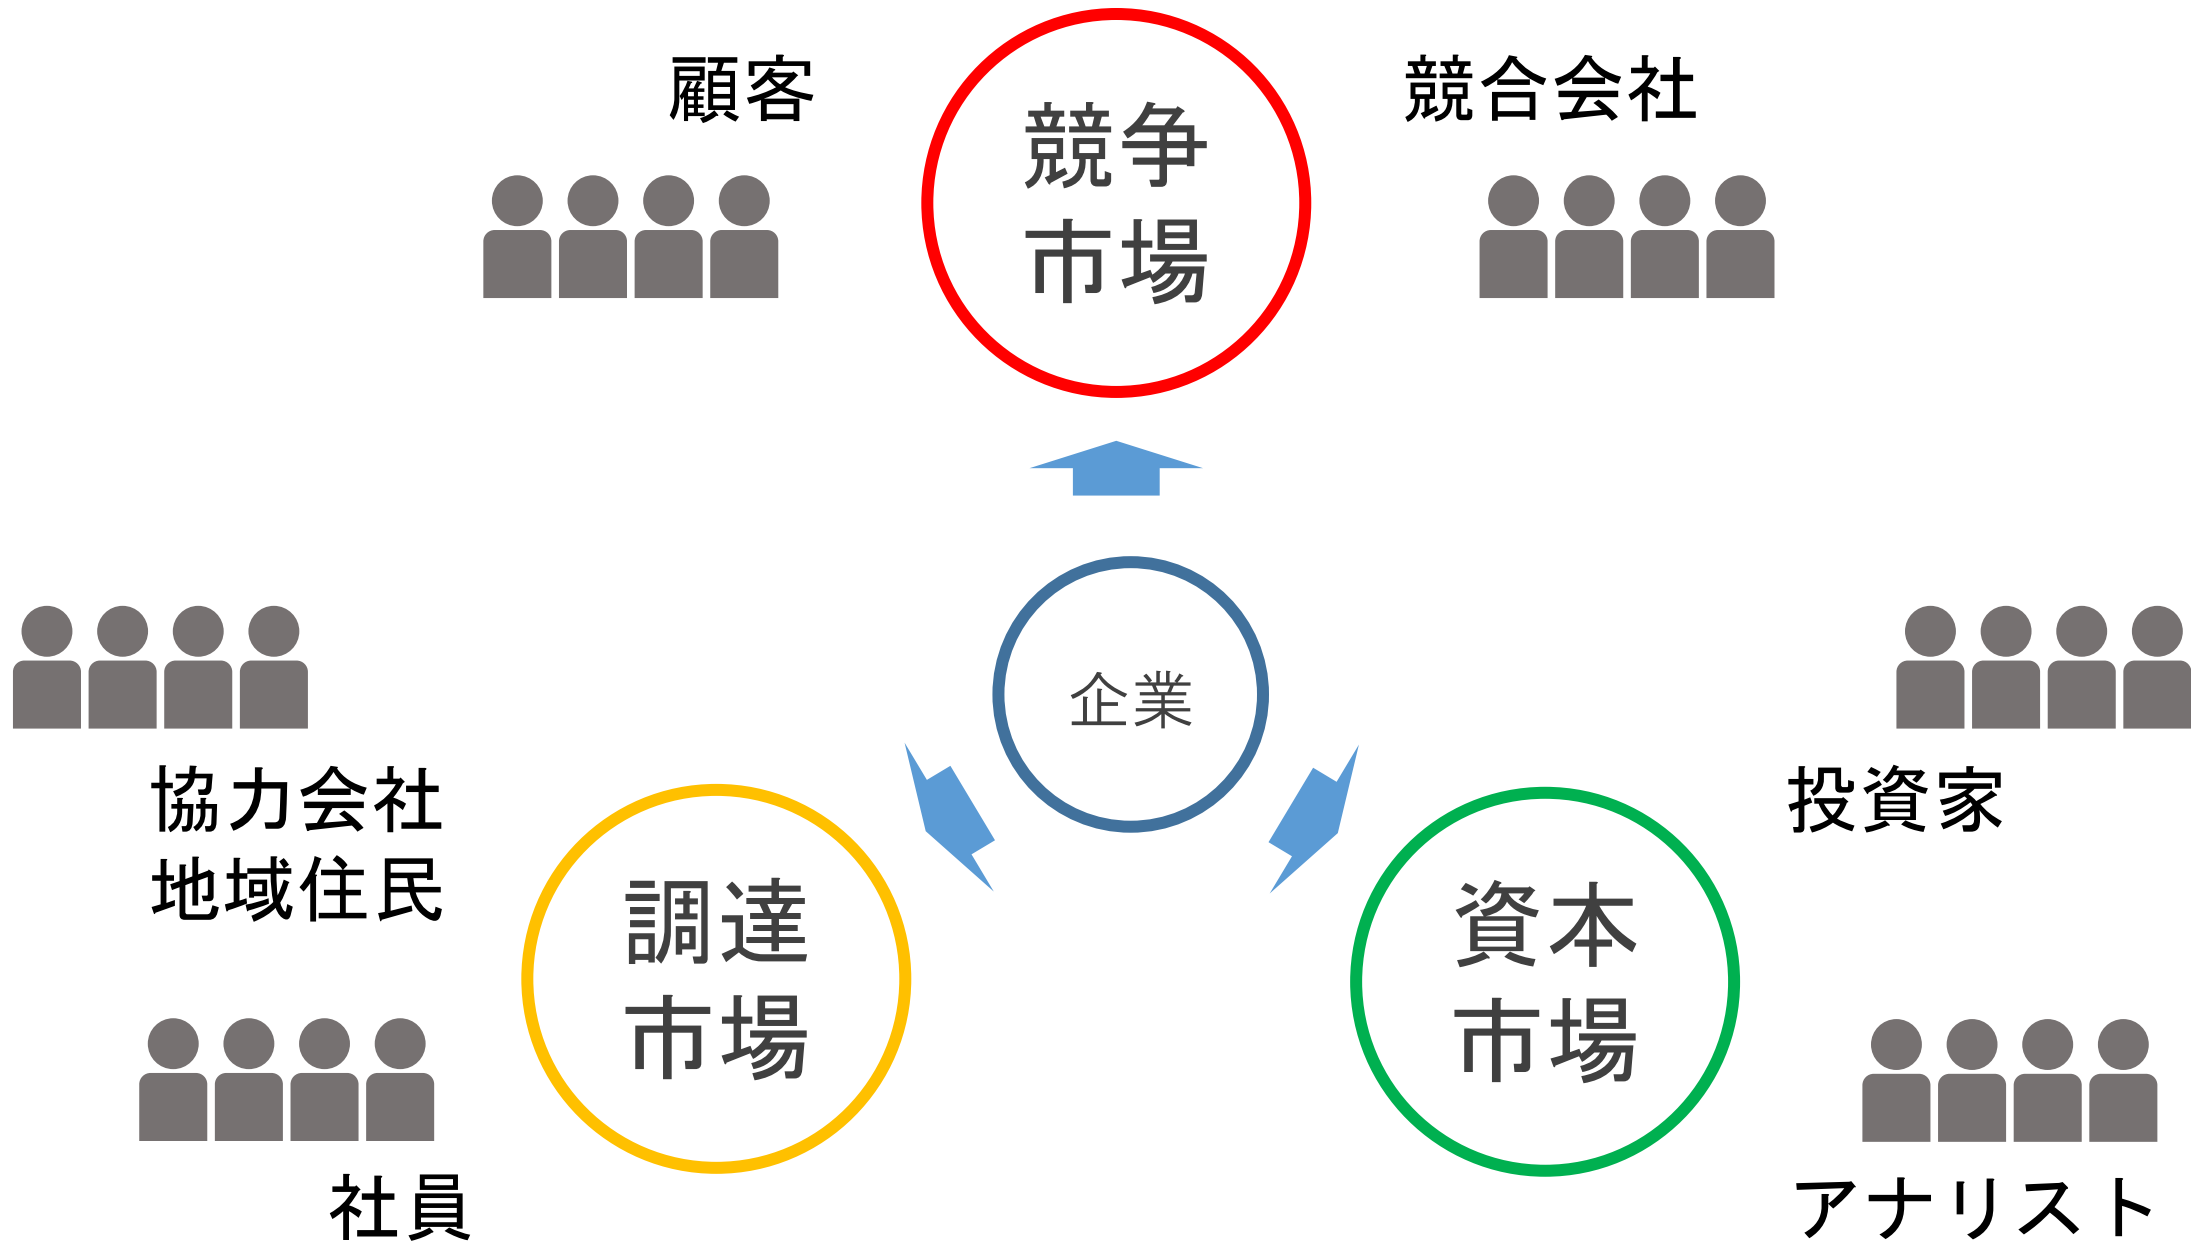 顧客
競争
市場
競合会社
企業
協力会社
地域住民
調達
市場
社員
投資家
資本
市場
アナリスト